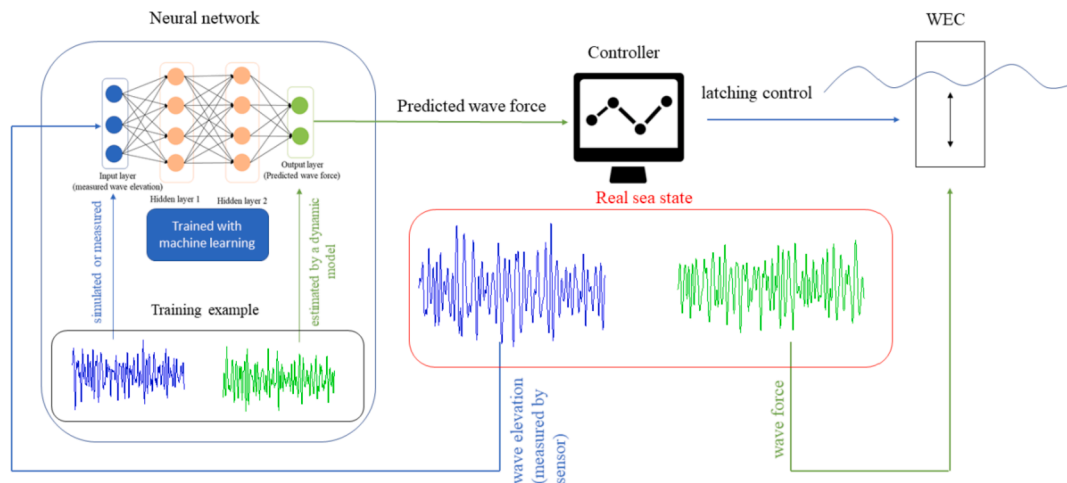 Neural network
WEC
Controller
Predicted wave force
latching control
Input layer
(measured wave elevation)
Output layer
(Predicted wave force)
Hidden layer 1
Hidden layer 2
Trained with
machine learning
simulated or measured
estimated by a dynamic
model
Training example
Real sea state
wave elevation
(measured by
sensor)
wave force